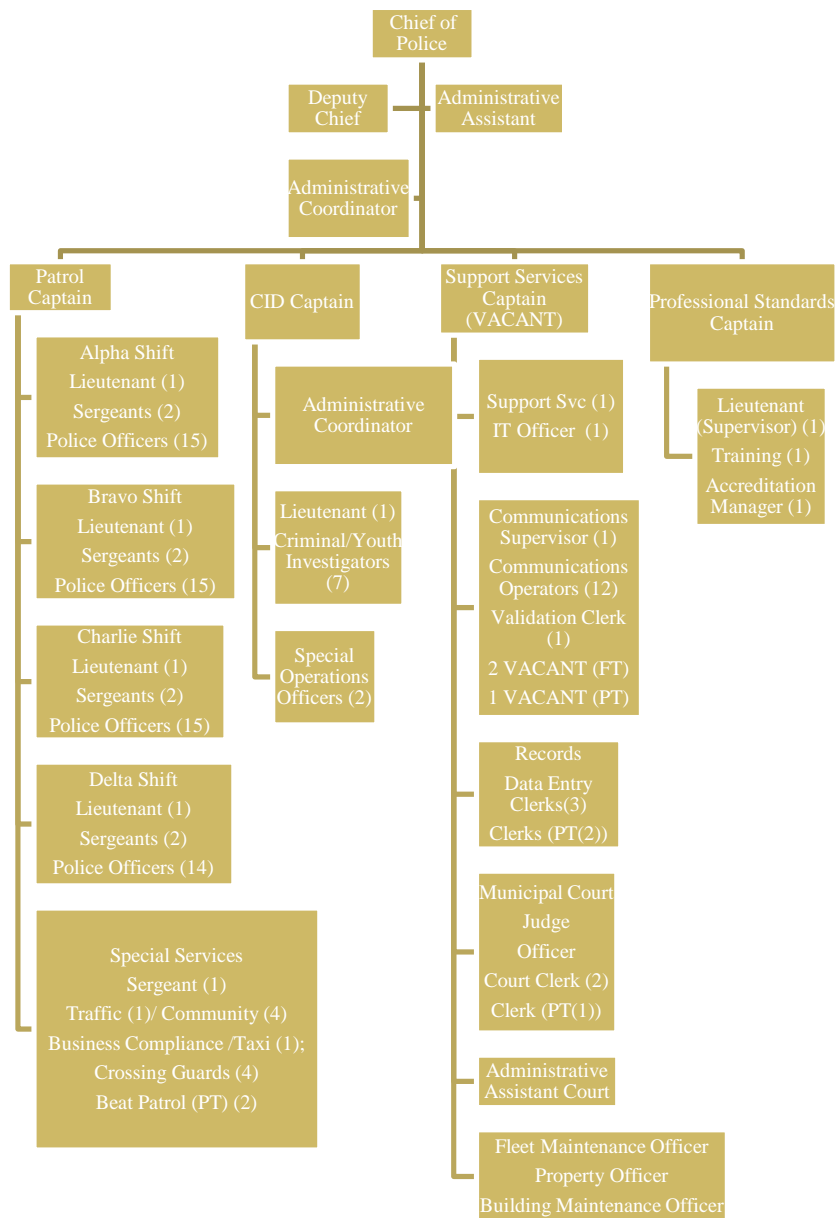 Chief of
Police
Deputy
Chief
Administrative
Assistant
Administrative
Coordinator
Patrol
Captain
Alpha Shift
Lieutenant (1)
Sergeants (2)
Police Officers (15)
Bravo Shift
Lieutenant (1)
Sergeants (2)
Police Officers (15)
Charlie Shift
Lieutenant (1)
Sergeants (2)
Police Officers (15)
Delta Shift
Lieutenant (1)
Sergeants (2)
Police Officers (14)
Special Services
Sergeant (1)
Traffic (1)/ Community (4)
Business Compliance /Taxi (1);
Crossing Guards (4)
Beat Patrol (PT) (2)
CID Captain
Administrative
Coordinator
Lieutenant (1)
Criminal/Youth
Investigators
(7)
Special
Operations
Officers (2)
Support Services
Captain
(VACANT)
Support Svc (1)
IT Officer (1)
Communications
Supervisor (1)
Communications
Operators (12)
Validation Clerk
(1)
2 VACANT (FT)
1 VACANT (PT)
Records
Data Entry
Clerks(3)
Clerks (PT(2))
Municipal Court
Judge
Officer
Court Clerk (2)
Clerk (PT(1))
Administrative
Assistant Court
Fleet Maintenance Officer
Property Officer
Building Maintenance Officer
Professional Standards
Captain
Lieutenant
(Supervisor) (1)
Training (1)
Accreditation
Manager (1)